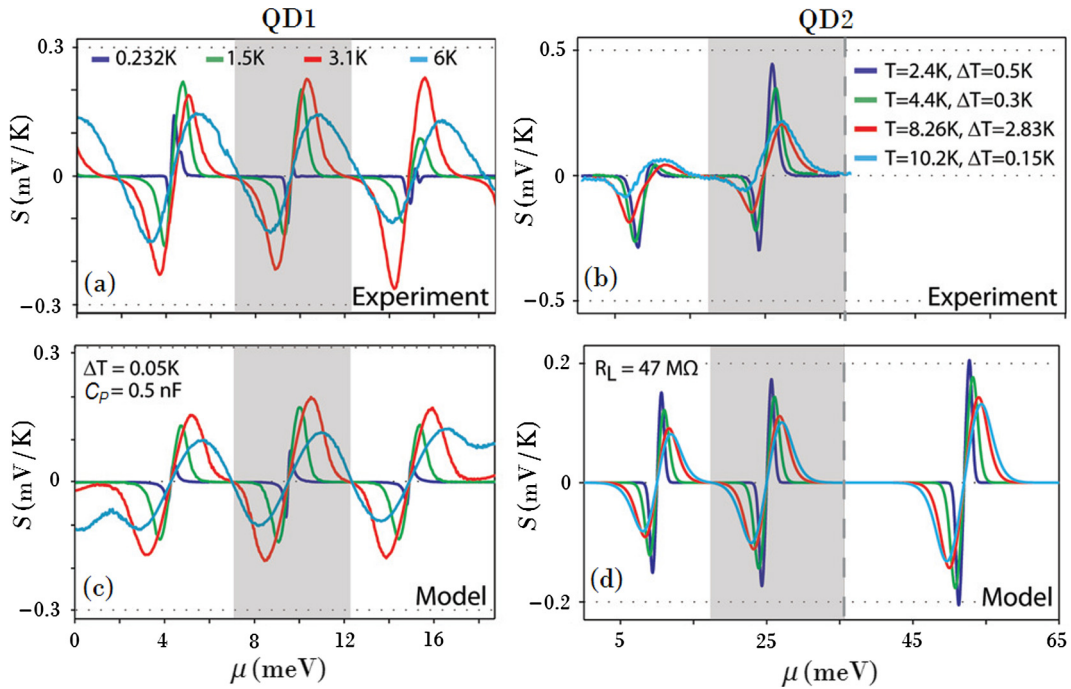 QD1
QD2
0.3
0
−0.3
S (mV/K)
0.232K 1.5K 3.1K 6K
(a)
Experiment
0.5
0
−0.5
S (mV/K)
T=2.4K, ΔT=0.5K
T=4.4K, ΔT=0.3K
T=8.26K, ΔT=2.83K
T=10.2K, ΔT=0.15K
(b)
Experiment
0.3
0
−0.3
S (mV/K)
ΔT = 0.05K
CP = 0.5 nF
(c)
Model
0 4 8 12 16
μ (meV)
0.2
0
−0.2
S (mV/K)
RL = 47 MΩ
(d)
Model
5 25 45 65
μ (meV)